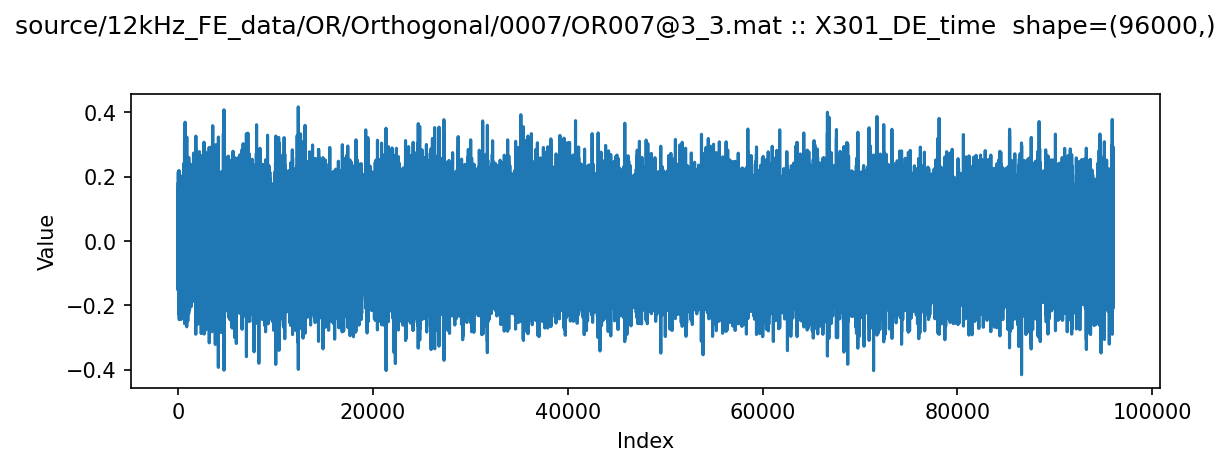 source/12kHz_FE_data/OR/Orthogonal/0007/OR007@3_3.mat :: X301_DE_time  shape=(96000,)
0.4
0.2
0.0
−0.2
−0.4
Value
0 20000 40000 60000 80000 100000
Index